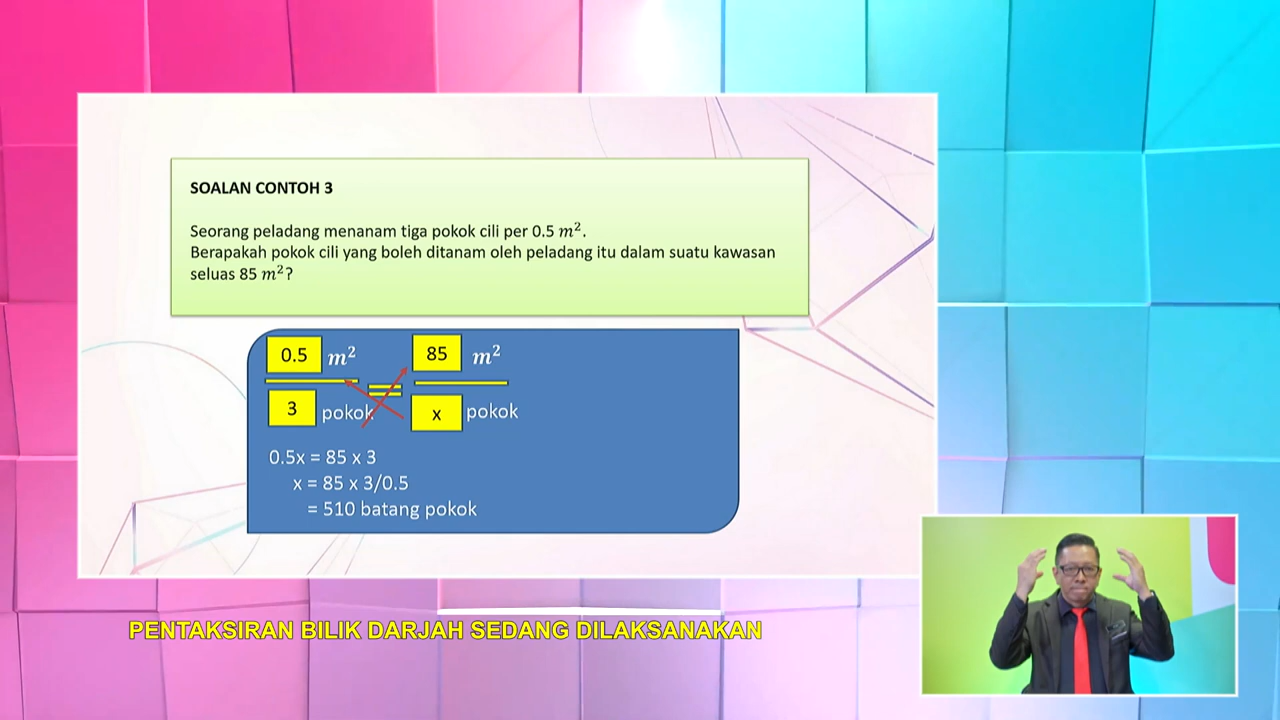 SOALAN CONTOH 3
Seorang peladang menanam tiga pokok cili per 0.5 m².
Berapakah pokok cili yang boleh ditanam oleh peladang itu dalam suatu kawasan
seluas 85 m²?
0.5 m² = 85 m²
3 pokok x pokok
0.5x = 85 x 3
x = 85 x 3/0.5
= 510 batang pokok
PENTAKSIRAN BILIK DARJAH SEDANG DILAKSANAKAN